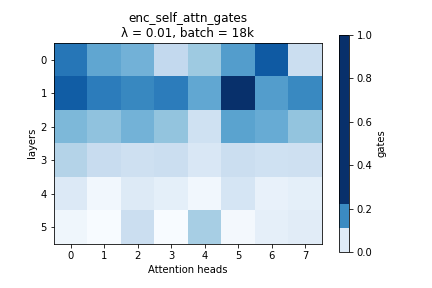 enc_self_attn_gates
λ = 0.01, batch = 18k
layers
0
1
2
3
4
5
0 1 2 3 4 5 6 7
Attention heads
1.0
0.8
0.6
0.4
0.2
0.0
gates